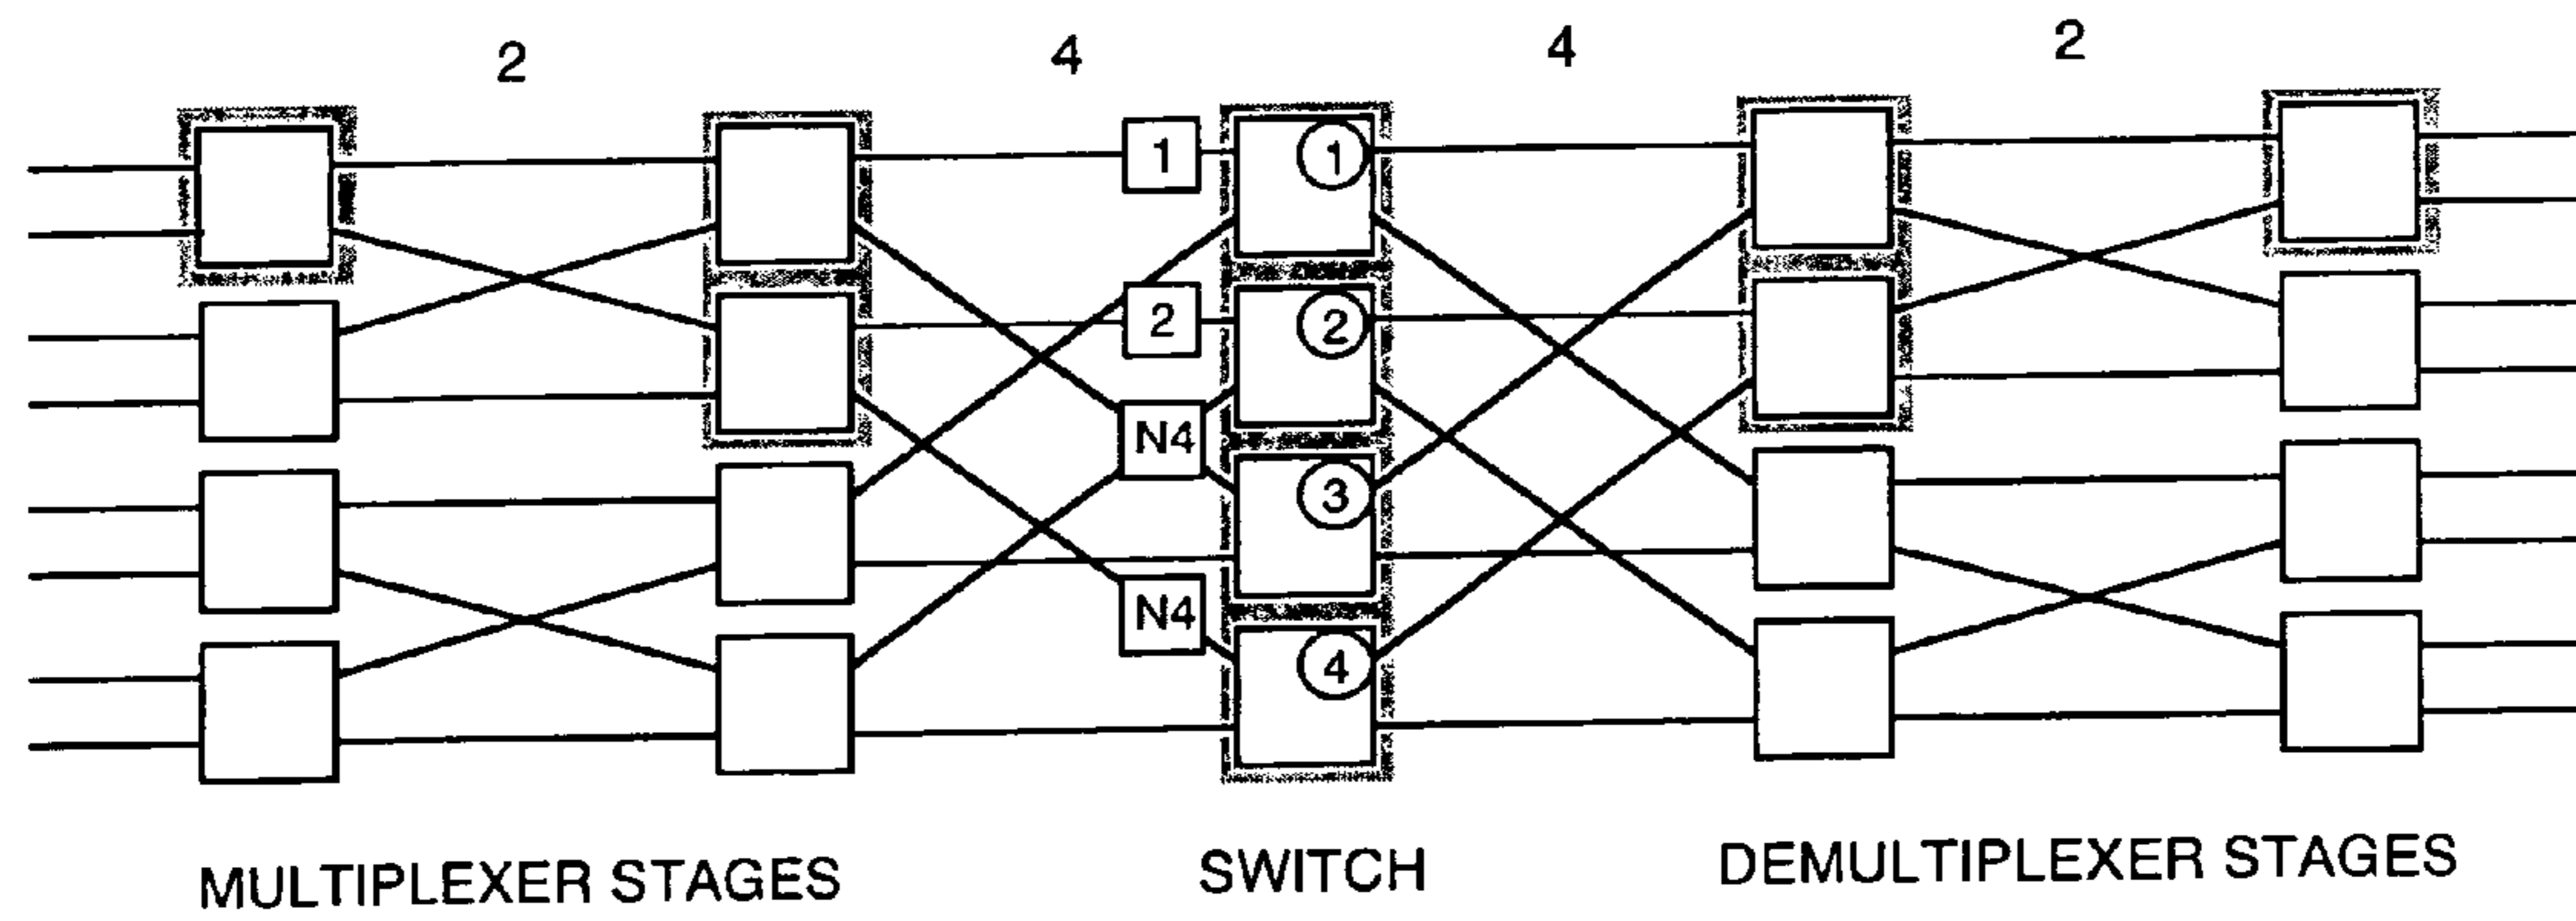 2 4 4 2
1 1
2 2
N4
3
N4
4
MULTIPLEXER STAGES SWITCH DEMULTIPLEXER STAGES